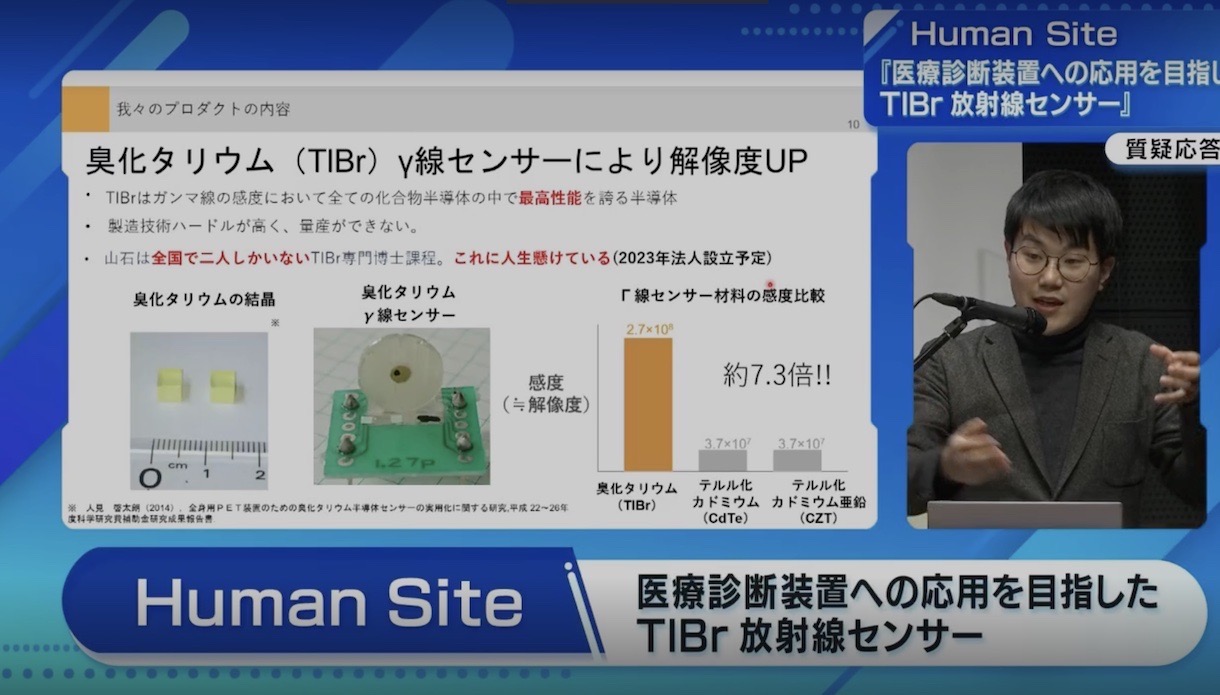 Human Site
『医療診断装置への応用を目指し
TlBr 放射線センサー』
質疑応答
我々のプロダクトの内容
10
臭化タリウム（TlBr）γ線センサーにより解像度UP
・ TlBrはガンマ線の感度において全ての化合物半導体の中で最高性能を誇る半導体
・ 製造技術ハードルが高く、量産ができない。
・ 山石は全国で二人しかいないTlBr専門博士課程。これに人生懸けている(2023年法人設立予定)
臭化タリウムの結晶
※
臭化タリウム
γ線センサー
0 cm 1 2
1.27p
感度
（≒解像度）
Γ線センサー材料の感度比較
2.7×10⁸
約7.3倍!!
3.7×10⁷
3.7×10⁷
臭化タリウム
（TlBr）
テルル化
カドミウム
（CdTe）
テルル化
カドミウム亜鉛
（CZT）
※ 人見 啓太朗（2014）．全身用ＰＥＴ装置のための臭化タリウム半導体センサーの実用化に関する研究,平成 22～26年
度科学研究費補助金研究成果報告書
Human Site
医療診断装置への応用を目指した
TlBr 放射線センサー